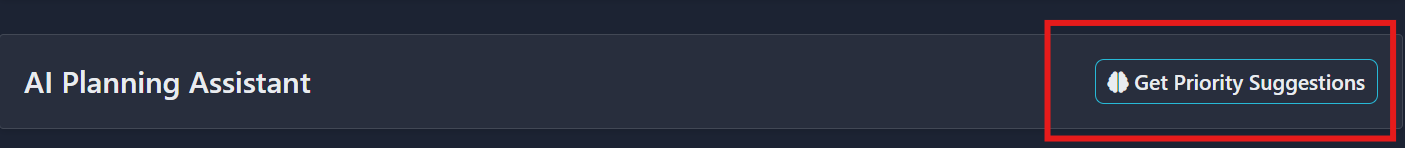 AI Planning Assistant
Get Priority Suggestions